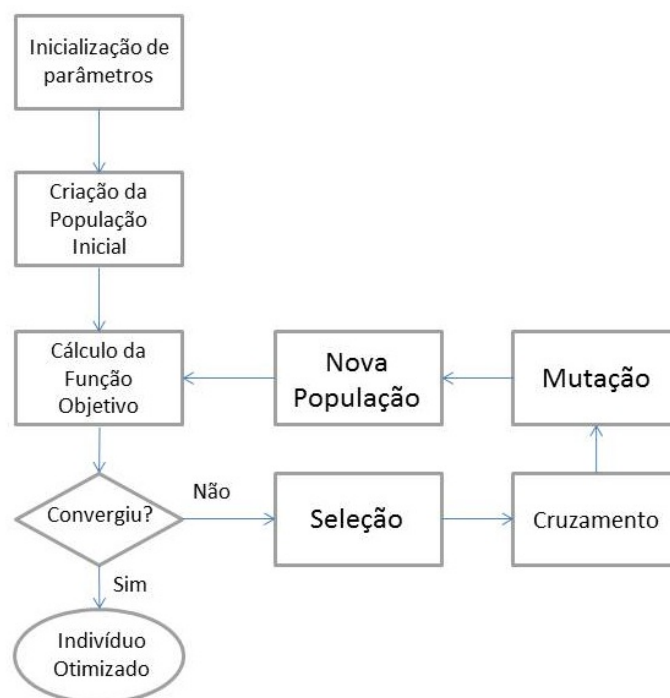 Inicialização de
parâmetros
Criação da
População
Inicial
Cálculo da
Função
Objetivo
Nova
População
Mutação
Convergiu?
Não
Seleção
Cruzamento
Sim
Indivíduo
Otimizado